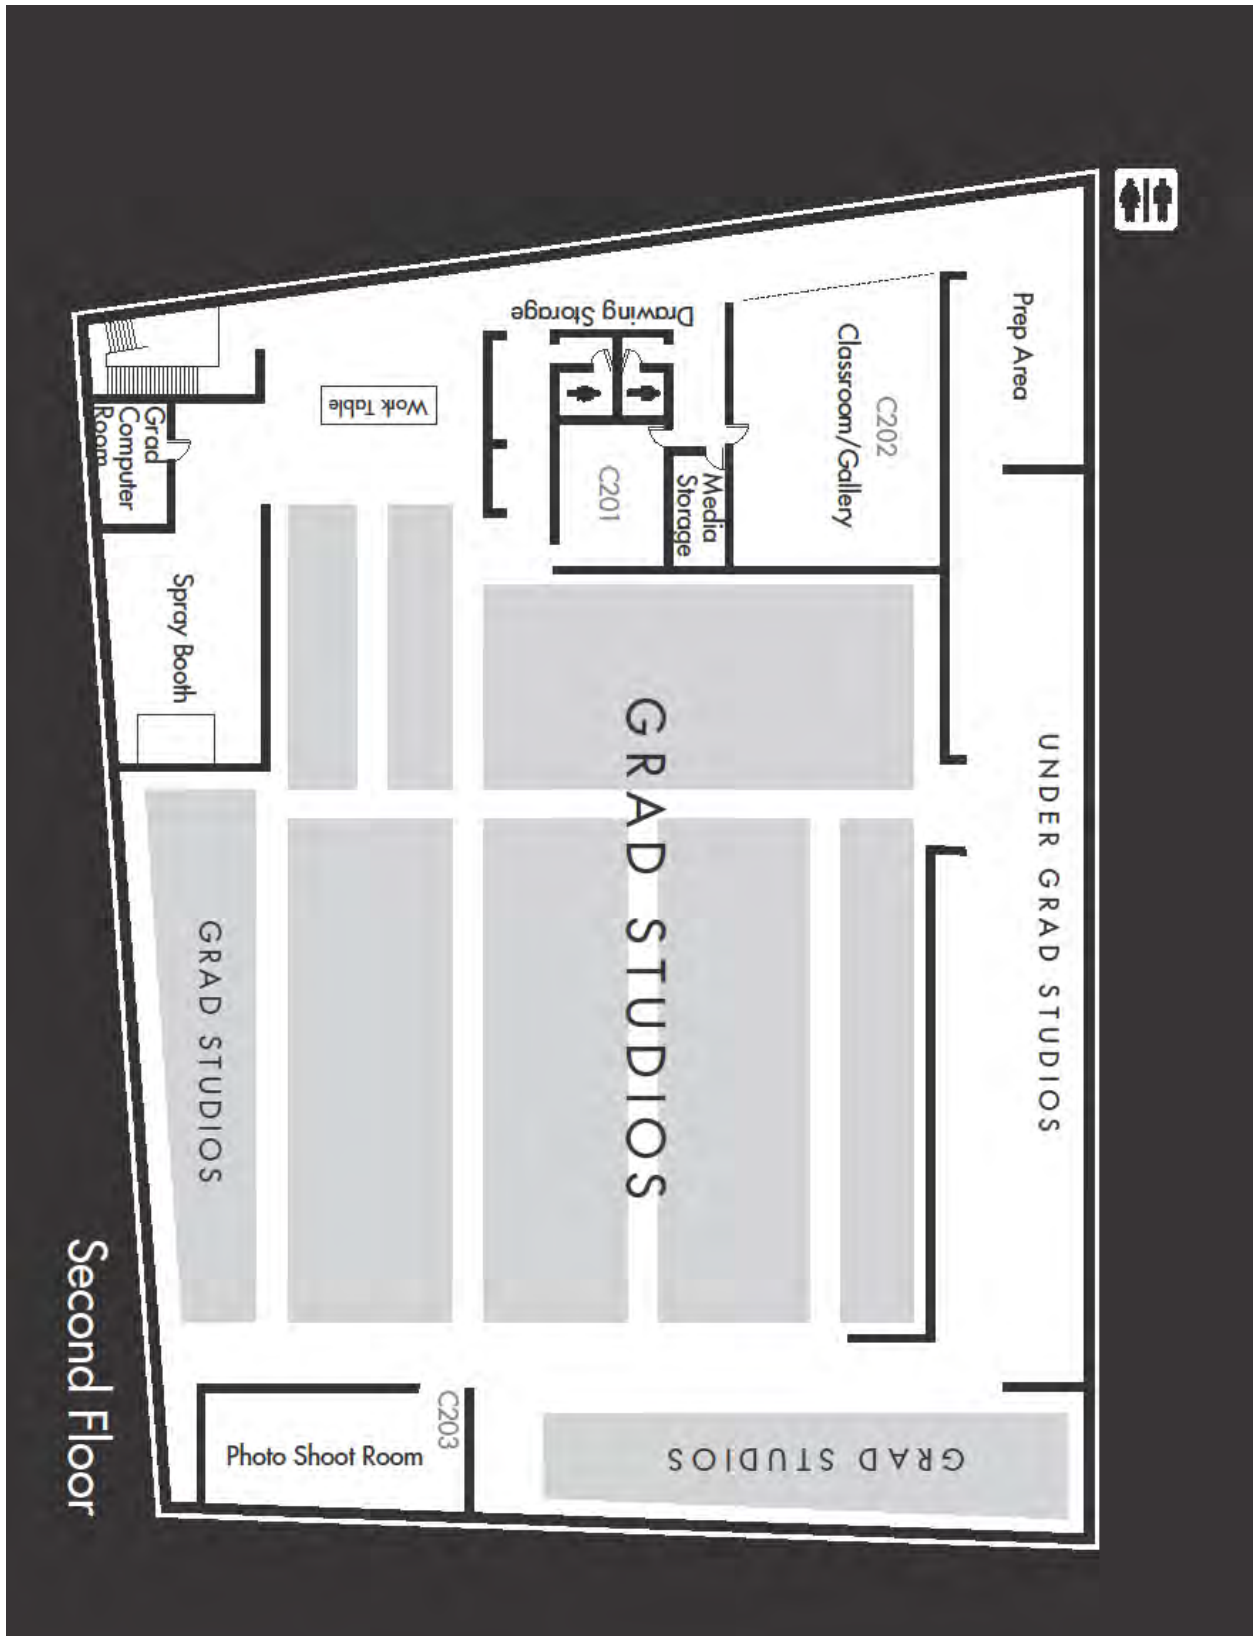 Prep Area
Drawing Storage
C202
Classroom/Gallery
Work Table
Grad
Computer
Room
C201
Media
Storage
Spray Booth
GRAD STUDIOS
UNDER GRAD STUDIOS
GRAD STUDIOS
C203
Photo Shoot Room
GRAD STUDIOS
Second Floor